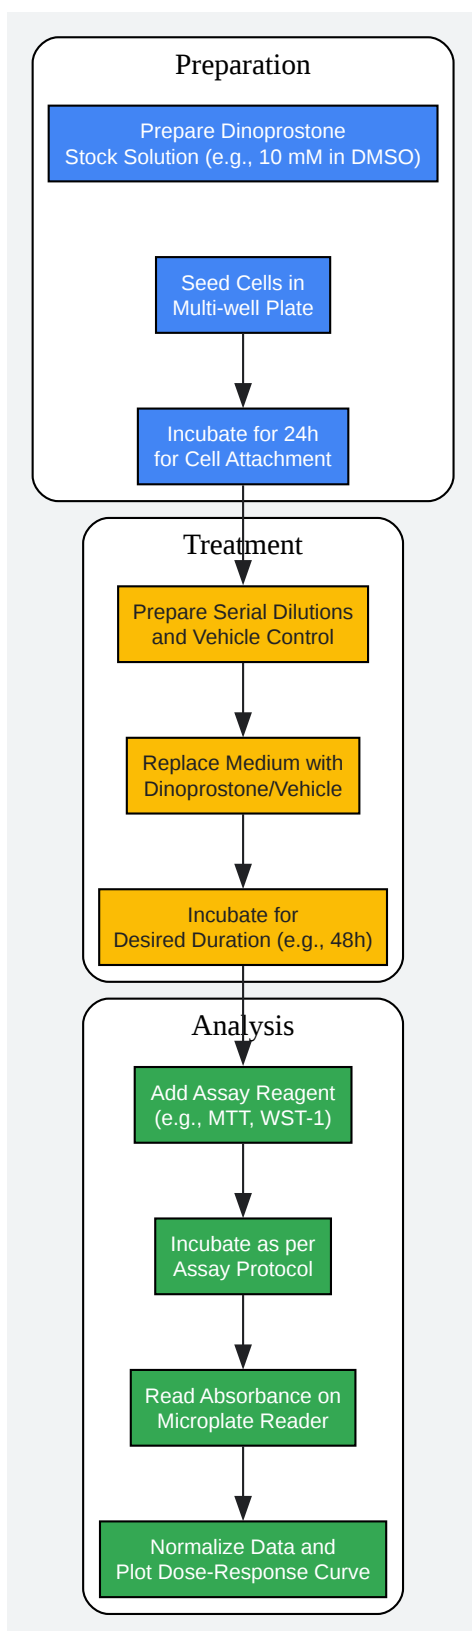 Preparation
Prepare Dinoprostone
Stock Solution (e.g., 10 mM in DMSO)
Seed Cells in
Multi-well Plate
Incubate for 24h
for Cell Attachment
Treatment
Prepare Serial Dilutions
and Vehicle Control
Replace Medium with
Dinoprostone/Vehicle
Incubate for
Desired Duration (e.g., 48h)
Analysis
Add Assay Reagent
(e.g., MTT, WST-1)
Incubate as per
Assay Protocol
Read Absorbance on
Microplate Reader
Normalize Data and
Plot Dose-Response Curve